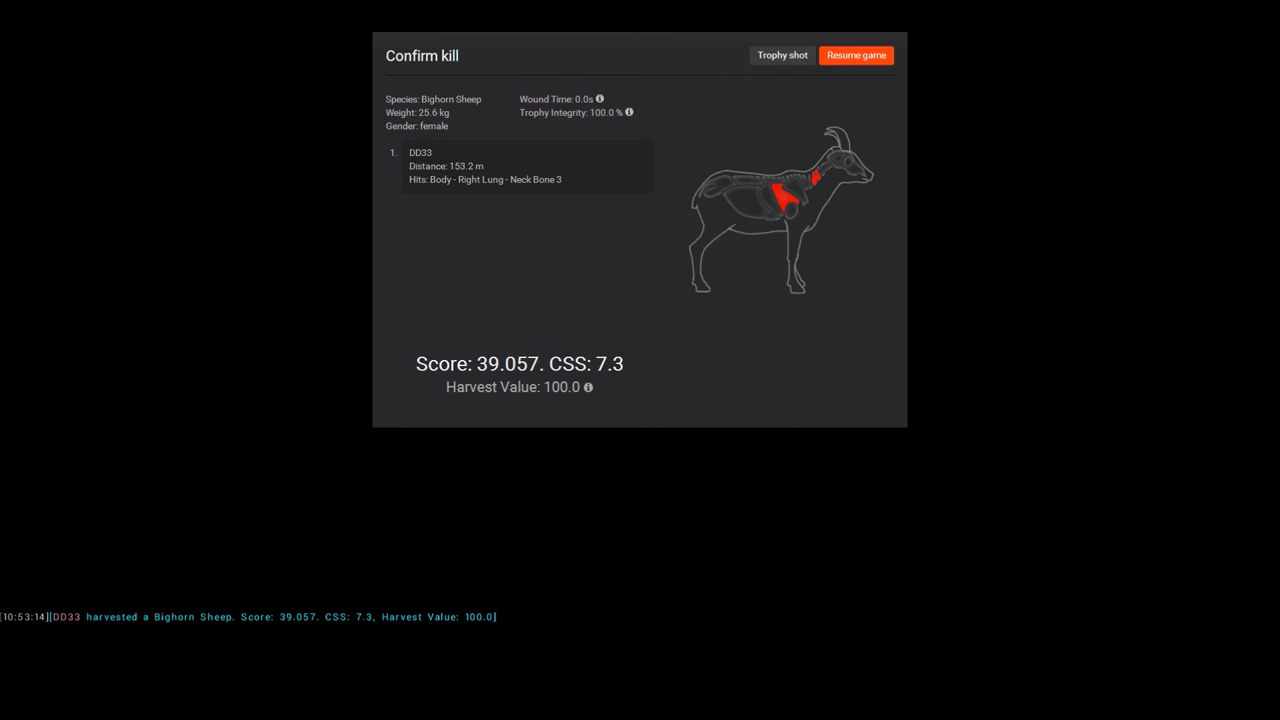 Confirm kill
Trophy shot
Resume game
Species: Bighorn Sheep
Weight: 25.6 kg
Gender: female
Wound Time: 0.0s
Trophy Integrity: 100.0 %
1.
DD33
Distance: 153.2 m
Hits: Body - Right Lung - Neck Bone 3
Score: 39.057. CSS: 7.3
Harvest Value: 100.0
[10:53:14][DD33 harvested a Bighorn Sheep. Score: 39.057. CSS: 7.3, Harvest Value: 100.0]